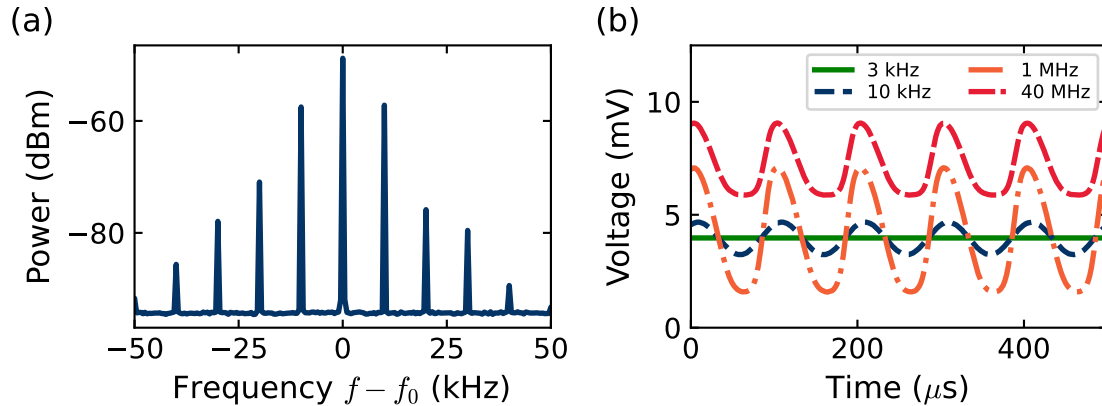 (a)
Power (dBm)
−60
−80
−50
−25
0
25
50
Frequency f − f₀ (kHz)
(b)
Voltage (mV)
10
5
0
3 kHz
10 kHz
1 MHz
40 MHz
0
200
400
Time (μs)